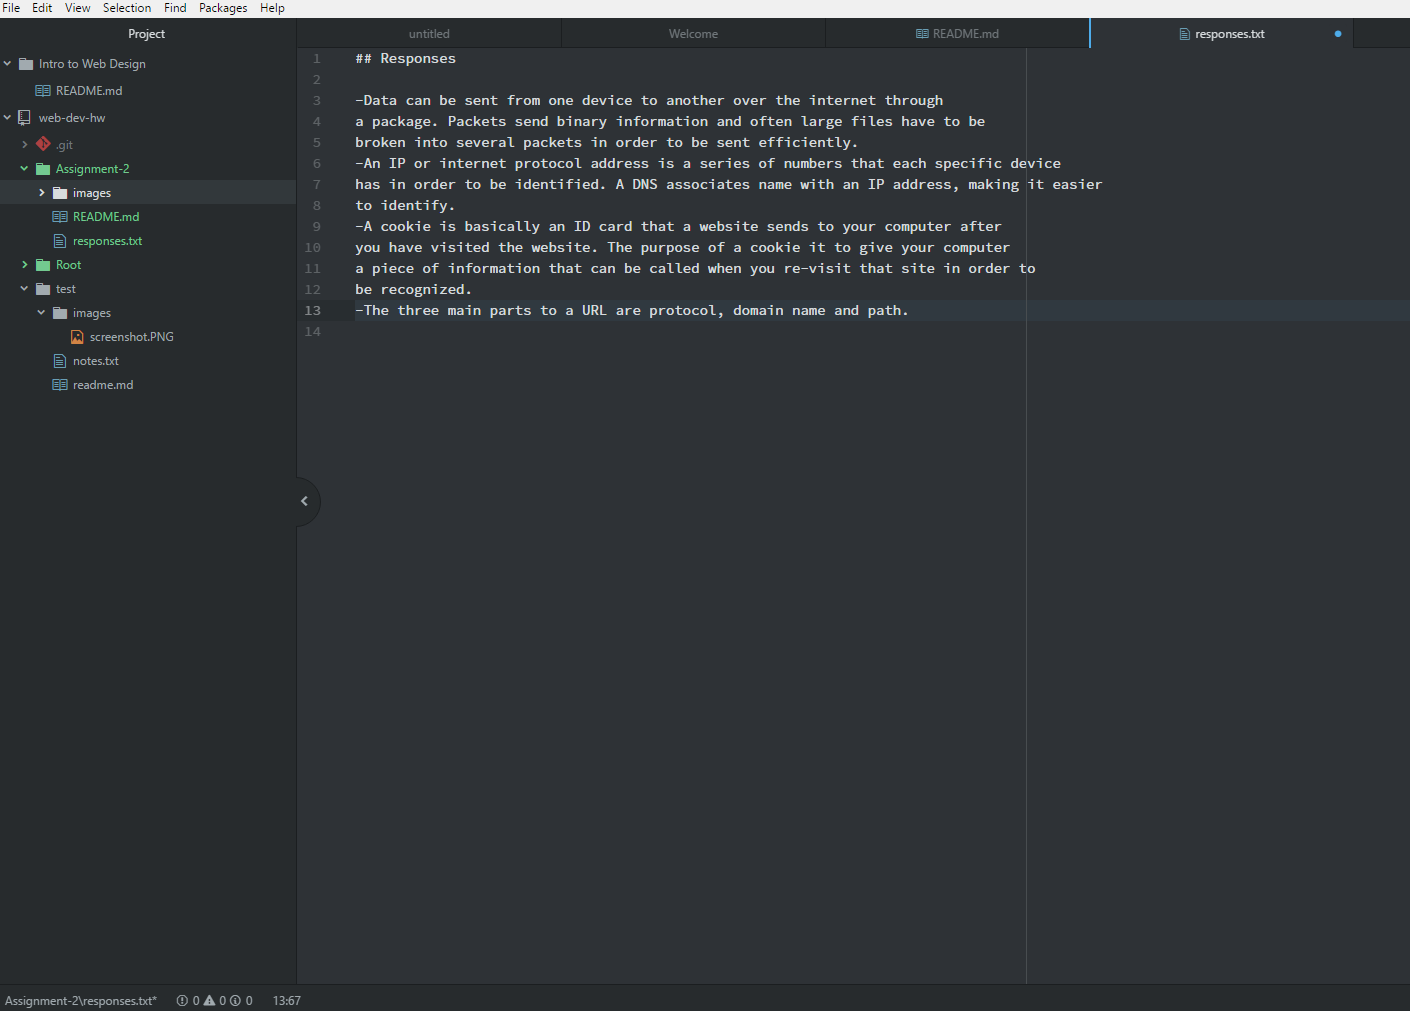 File Edit View Selection Find Packages Help
Project
untitled
Welcome
README.md
responses.txt
Intro to Web Design
README.md
web-dev-hw
.git
Assignment-2
images
README.md
responses.txt
Root
test
images
screenshot.PNG
notes.txt
readme.md
1 ## Responses
2
3 -Data can be sent from one device to another over the internet through
4 a package. Packets send binary information and often large files have to be
5 broken into several packets in order to be sent efficiently.
6 -An IP or internet protocol address is a series of numbers that each specific device
7 has in order to be identified. A DNS associates name with an IP address, making it easier
8 to identify.
9 -A cookie is basically an ID card that a website sends to your computer after
10 you have visited the website. The purpose of a cookie it to give your computer
11 a piece of information that can be called when you re-visit that site in order to
12 be recognized.
13 -The three main parts to a URL are protocol, domain name and path.
14
Assignment-2\responses.txt* 0 0 0 13:67